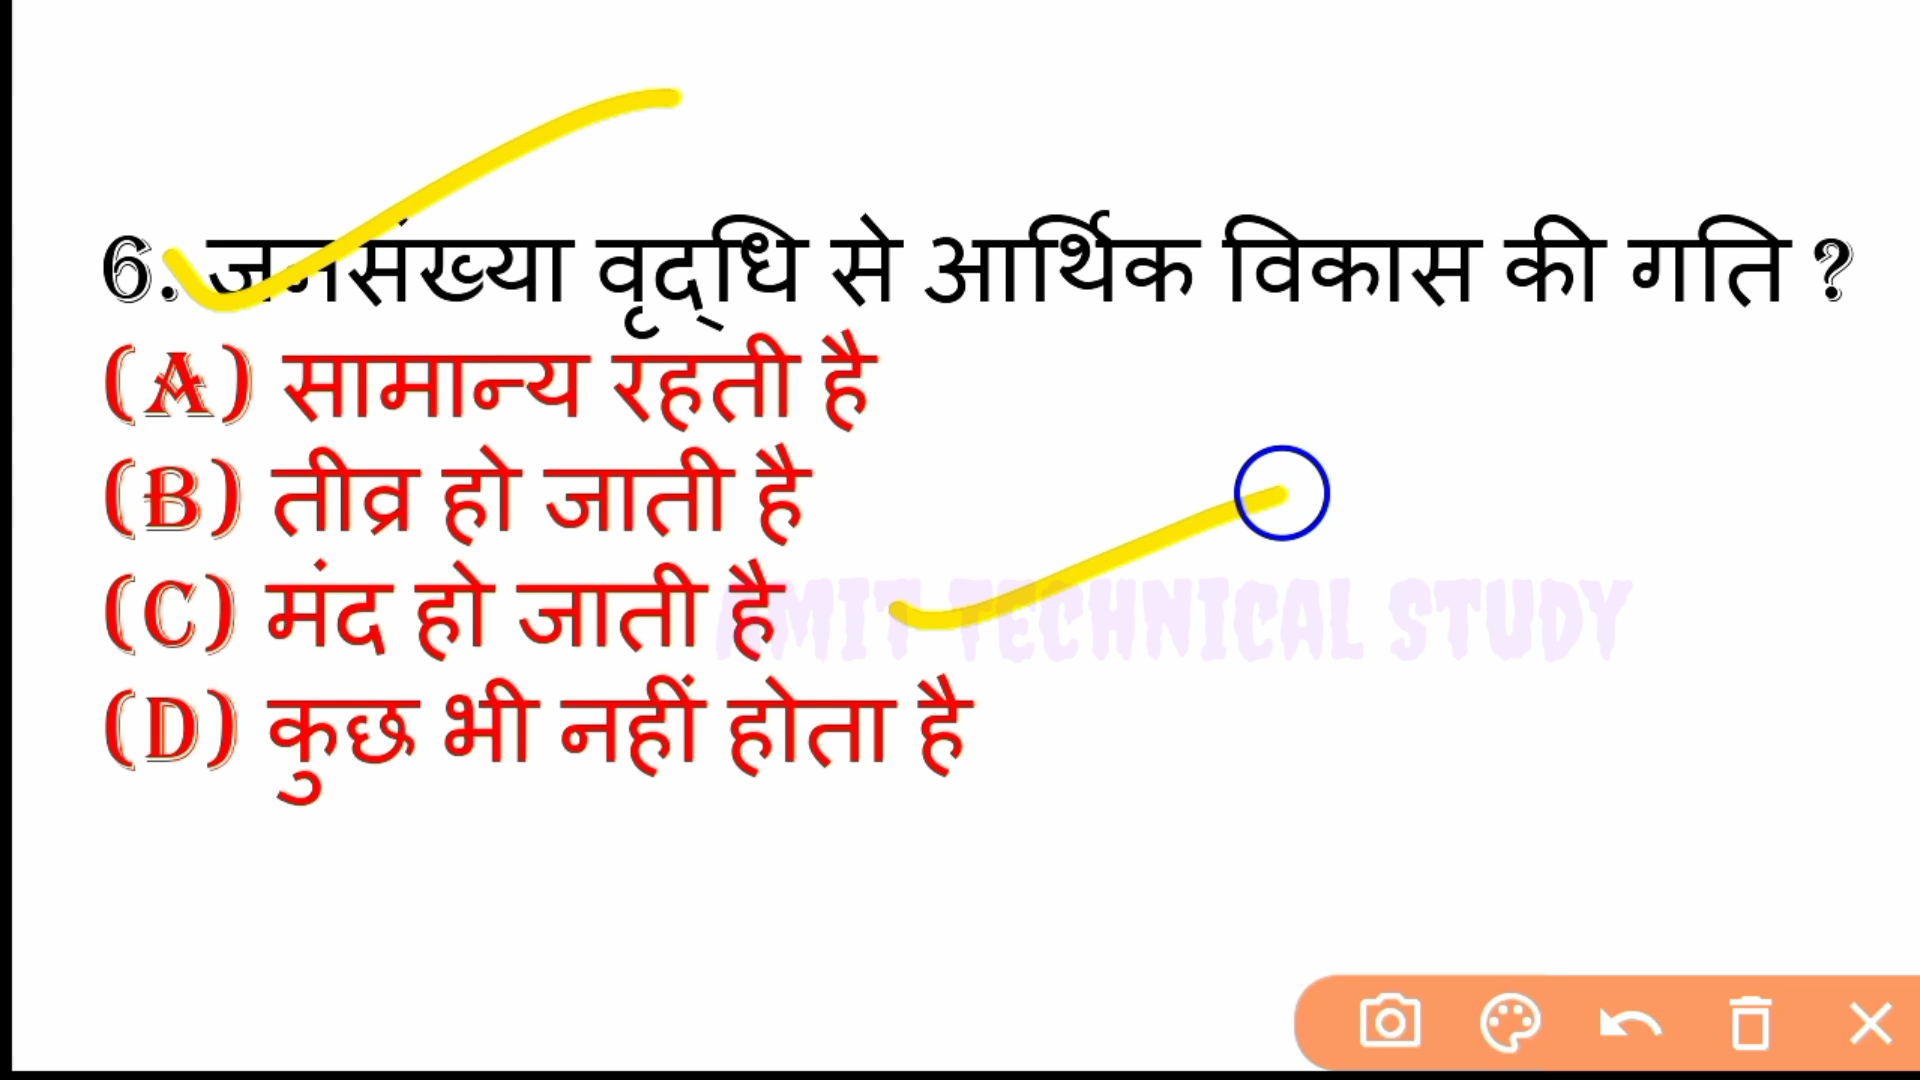 6. जनसंख्या वृद्‌धि से आर्थिक विकास की गति ?
(A) सामान्य रहती है
(B) तीव्र हो जाती है
(C) मंद हो जाती है
AMIT TECHNICAL STUDY
(D) कुछ भी नहीं होता है